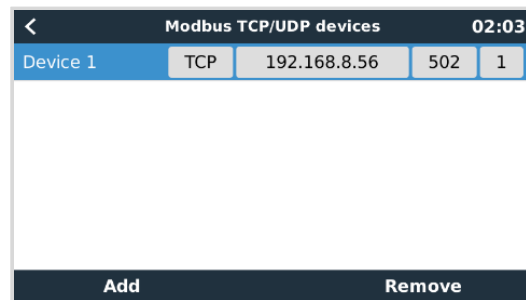 Modbus TCP/UDP devices 02:03
Device 1 TCP 192.168.8.56 502 1
Add Remove